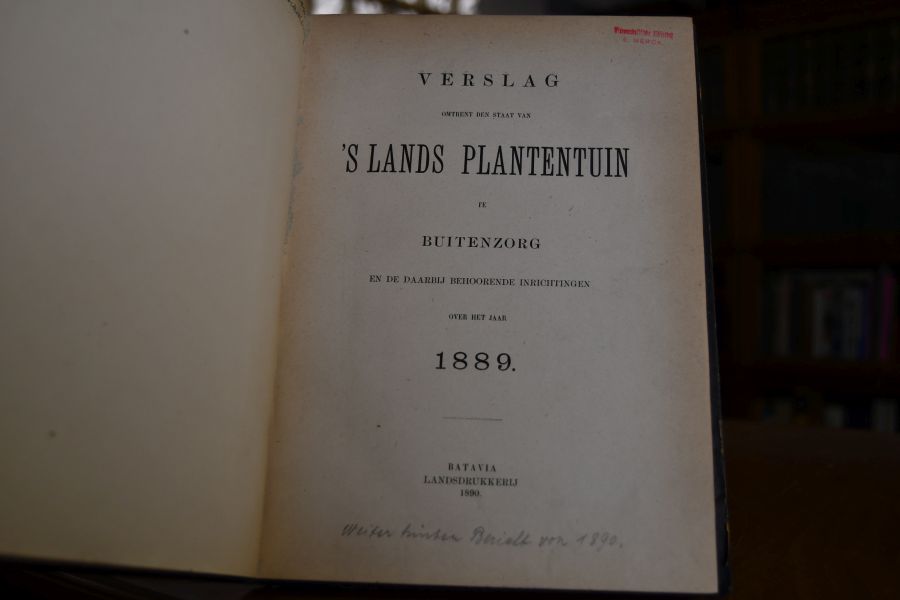 E. MERCK
VERSLAG
OMTRENT DEN STAAT VAN
'S LANDS PLANTENTUIN
TE
BUITENZORG
EN DE DAARBIJ BEHOORENDE INRICHTINGEN
OVER HET JAAR
1889.
BATAVIA
LANDSDRUKKERIJ
1890.
Weiter hinten Bericht von 1890.